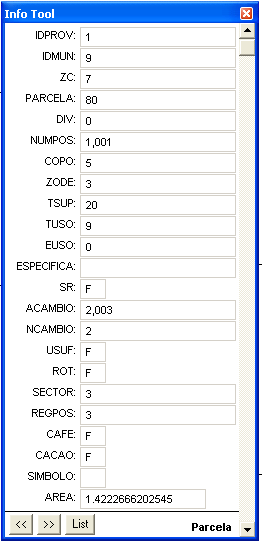 Info Tool
IDPROV: 1
IDMUN: 9
ZC: 7
PARCELA: 80
DIV: 0
NUMPOS: 1,001
COPO: 5
ZODE: 3
TSUP: 20
TUSO: 9
EUSO: 0
ESPECIFICA:
SR: F
ACAMBIO: 2,003
NCAMBIO: 2
USUF: F
ROT: F
SECTOR: 3
REGPOS: 3
CAFE: F
CACAO: F
SIMBOLO:
AREA: 1.4222666202545
<< >> List Parcela